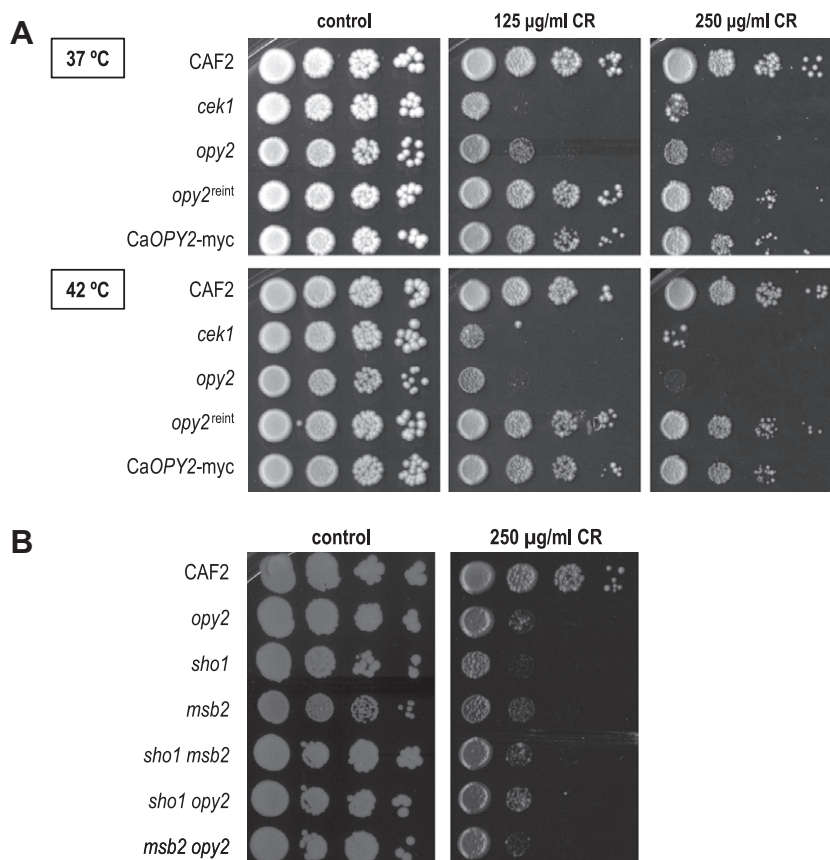 A
control
125 µg/ml CR
250 µg/ml CR
37 ºC
CAF2
cek1
opy2
opy2reint
CaOPY2-myc
42 ºC
CAF2
cek1
opy2
opy2reint
CaOPY2-myc
B
control
250 µg/ml CR
CAF2
opy2
sho1
msb2
sho1 msb2
sho1 opy2
msb2 opy2